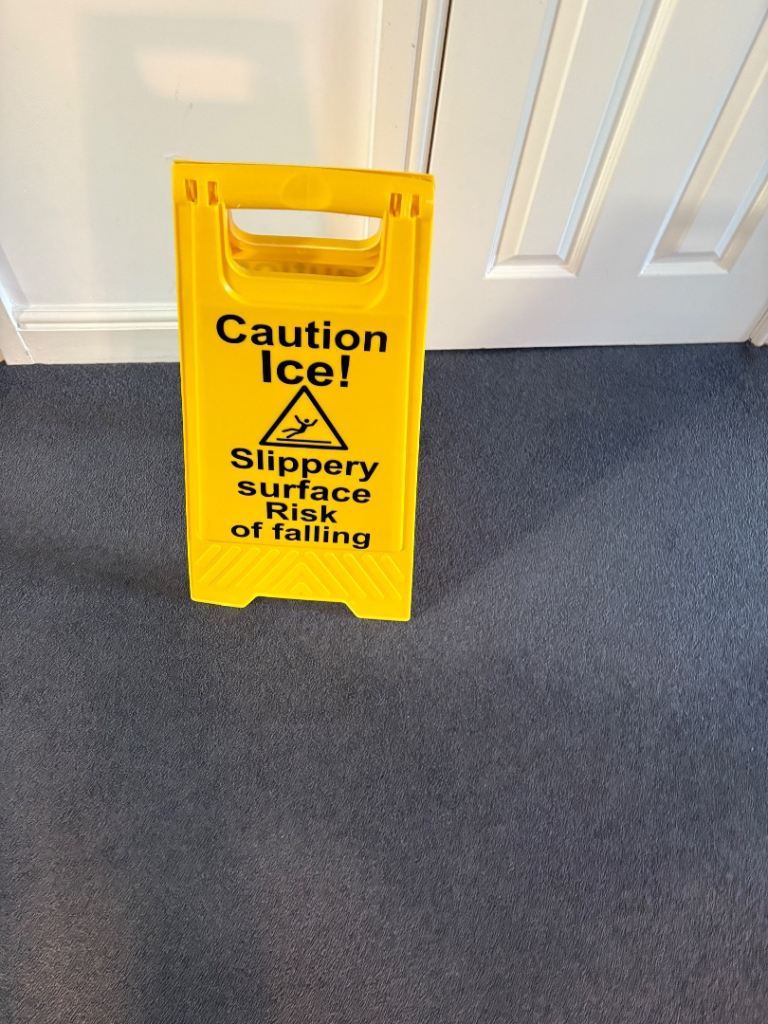 Caution
Ice!
Slippery
surface
Risk
of falling